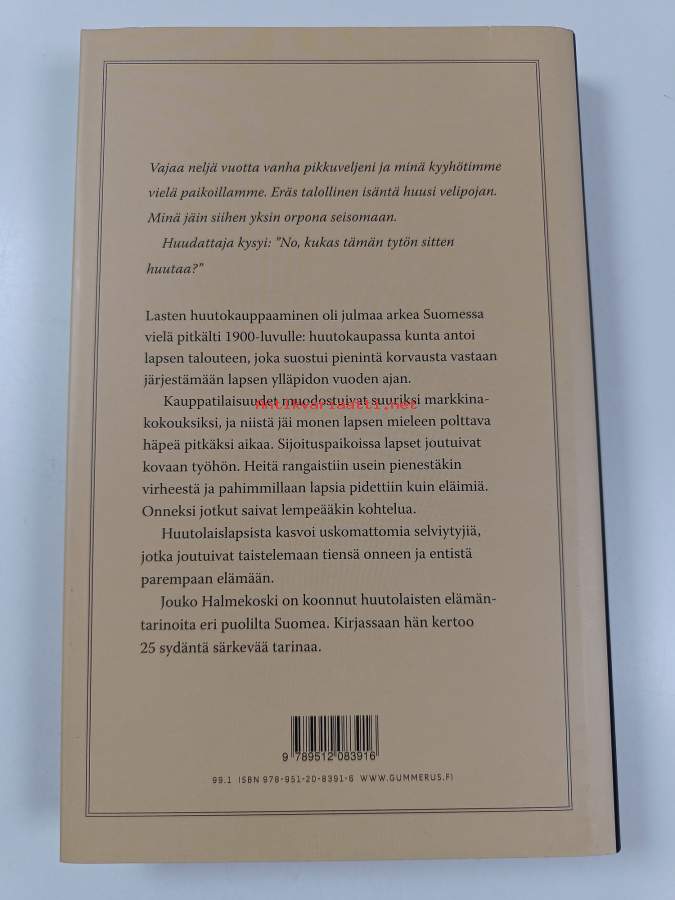 Vajaa neljä vuotta vanha pikkuveljeni ja minä kyyhötimme
vielä paikoillamme. Eräs talollinen isäntä huusi velipojan.
Minä jäin siihen yksin orpona seisomaan.
Huudattaja kysyi: ”No, kukas tämän tytön sitten
huutaa?”
Lasten huutokauppaaminen oli julmaa arkea Suomessa
vielä pitkälti 1900-luvulle: huutokaupassa kunta antoi
lapsen talouteen, joka suostui pienintä korvausta vastaan
järjestämään lapsen ylläpidon vuoden ajan.
Kauppatilaisuudet muodostuivat suuriksi markkina-
Antikvariaatti.net
kokouksiksi, ja niistä jäi monen lapsen mieleen polttava
häpeä pitkäksi aikaa. Sijoituspaikoissa lapset joutuivat
kovaan työhön. Heitä rangaistiin usein pienestäkin
virheestä ja pahimmillaan lapsia pidettiin kuin eläimiä.
Onneksi jotkut saivat lempeääkin kohtelua.
Huutolaislapsista kasvoi uskomattomia selviytyjiä,
jotka joutuivat taistelemaan tiensä onneen ja entistä
parempaan elämään.
Jouko Halmekoski on koonnut huutolaisten elämän-
tarinoita eri puolilta Suomea. Kirjassaan hän kertoo
25 sydäntä särkevää tarinaa.
9 789512 083916
99.1 ISBN 978-951-20-8391-6 WWW.GUMMERUS.FI